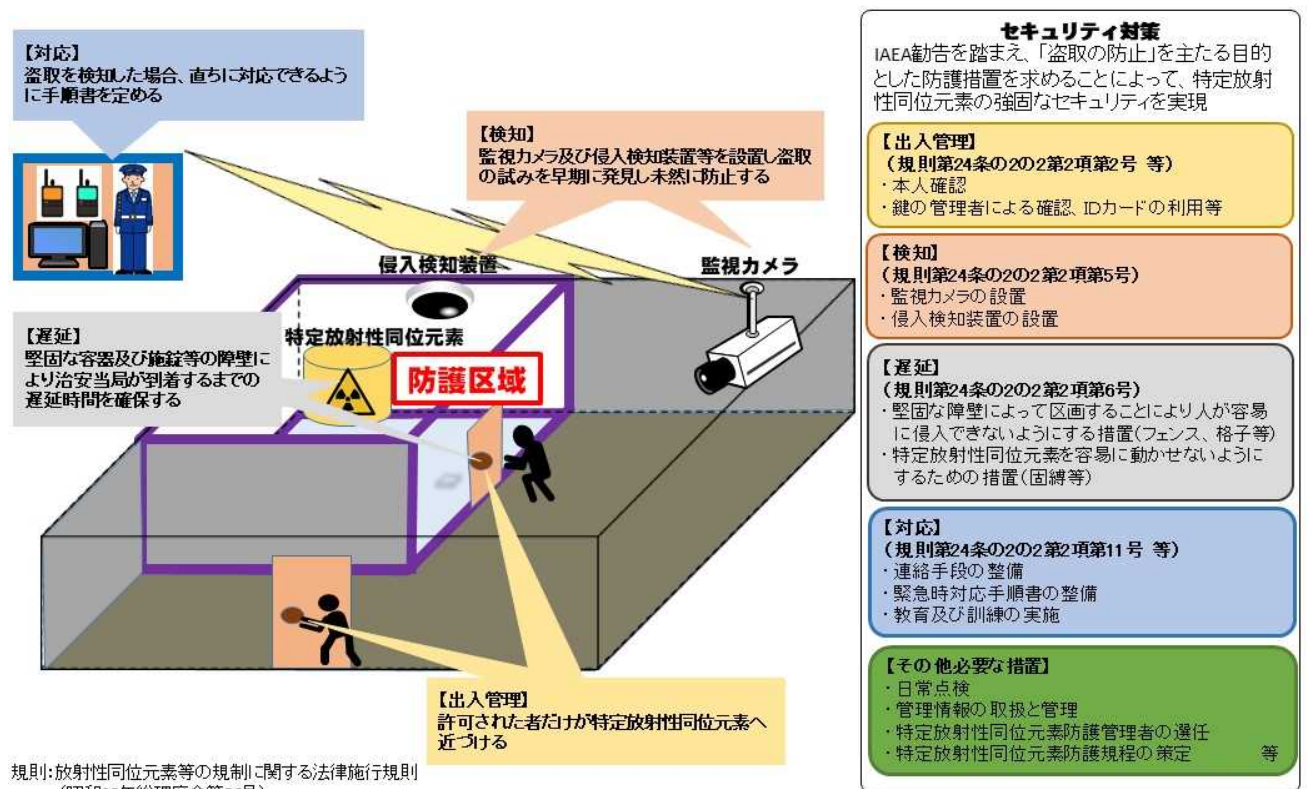 【対応】
盗取を検知した場合、直ちに対応できるよう
に手順書を定める
【検知】
監視カメラ及び侵入検知装置等を設置し盗取
の試みを早期に発見し未然に防止する
侵入検知装置
監視カメラ
【遅延】
堅固な容器及び施錠等の障壁に
より治安当局が到着するまでの
遅延時間を確保する
特定放射性同位元素
防護区域
【出入管理】
許可された者だけが特定放射性同位元素へ
近づける
規則:放射性同位元素等の規制に関する法律施行規則
セキュリティ対策
IAEA勧告を踏まえ、「盗取の防止」を主たる目的
とした防護措置を求めることによって、特定放射
性同位元素の強固なセキュリティを実現
【出入管理】
(規則第24条の2の2第2項第2号 等)
・本人確認
・鍵の管理者による確認、IDカードの利用等
【検知】
(規則第24条の2の2第2項第5号)
・監視カメラの設置
・侵入検知装置の設置
【遅延】
(規則第24条の2の2第2項第6号)
・堅固な障壁によって区画することにより人が容易
に侵入できないようにする措置(フェンス、格子等)
・特定放射性同位元素を容易に動かせないように
するための措置(固縛等)
【対応】
(規則第24条の2の2第2項第11号 等)
・連絡手段の整備
・緊急時対応手順書の整備
・教育及び訓練の実施
【その他必要な措置】
・日常点検
・管理情報の取扱と管理
・特定放射性同位元素防護管理者の選任
・特定放射性同位元素防護規程の策定 等